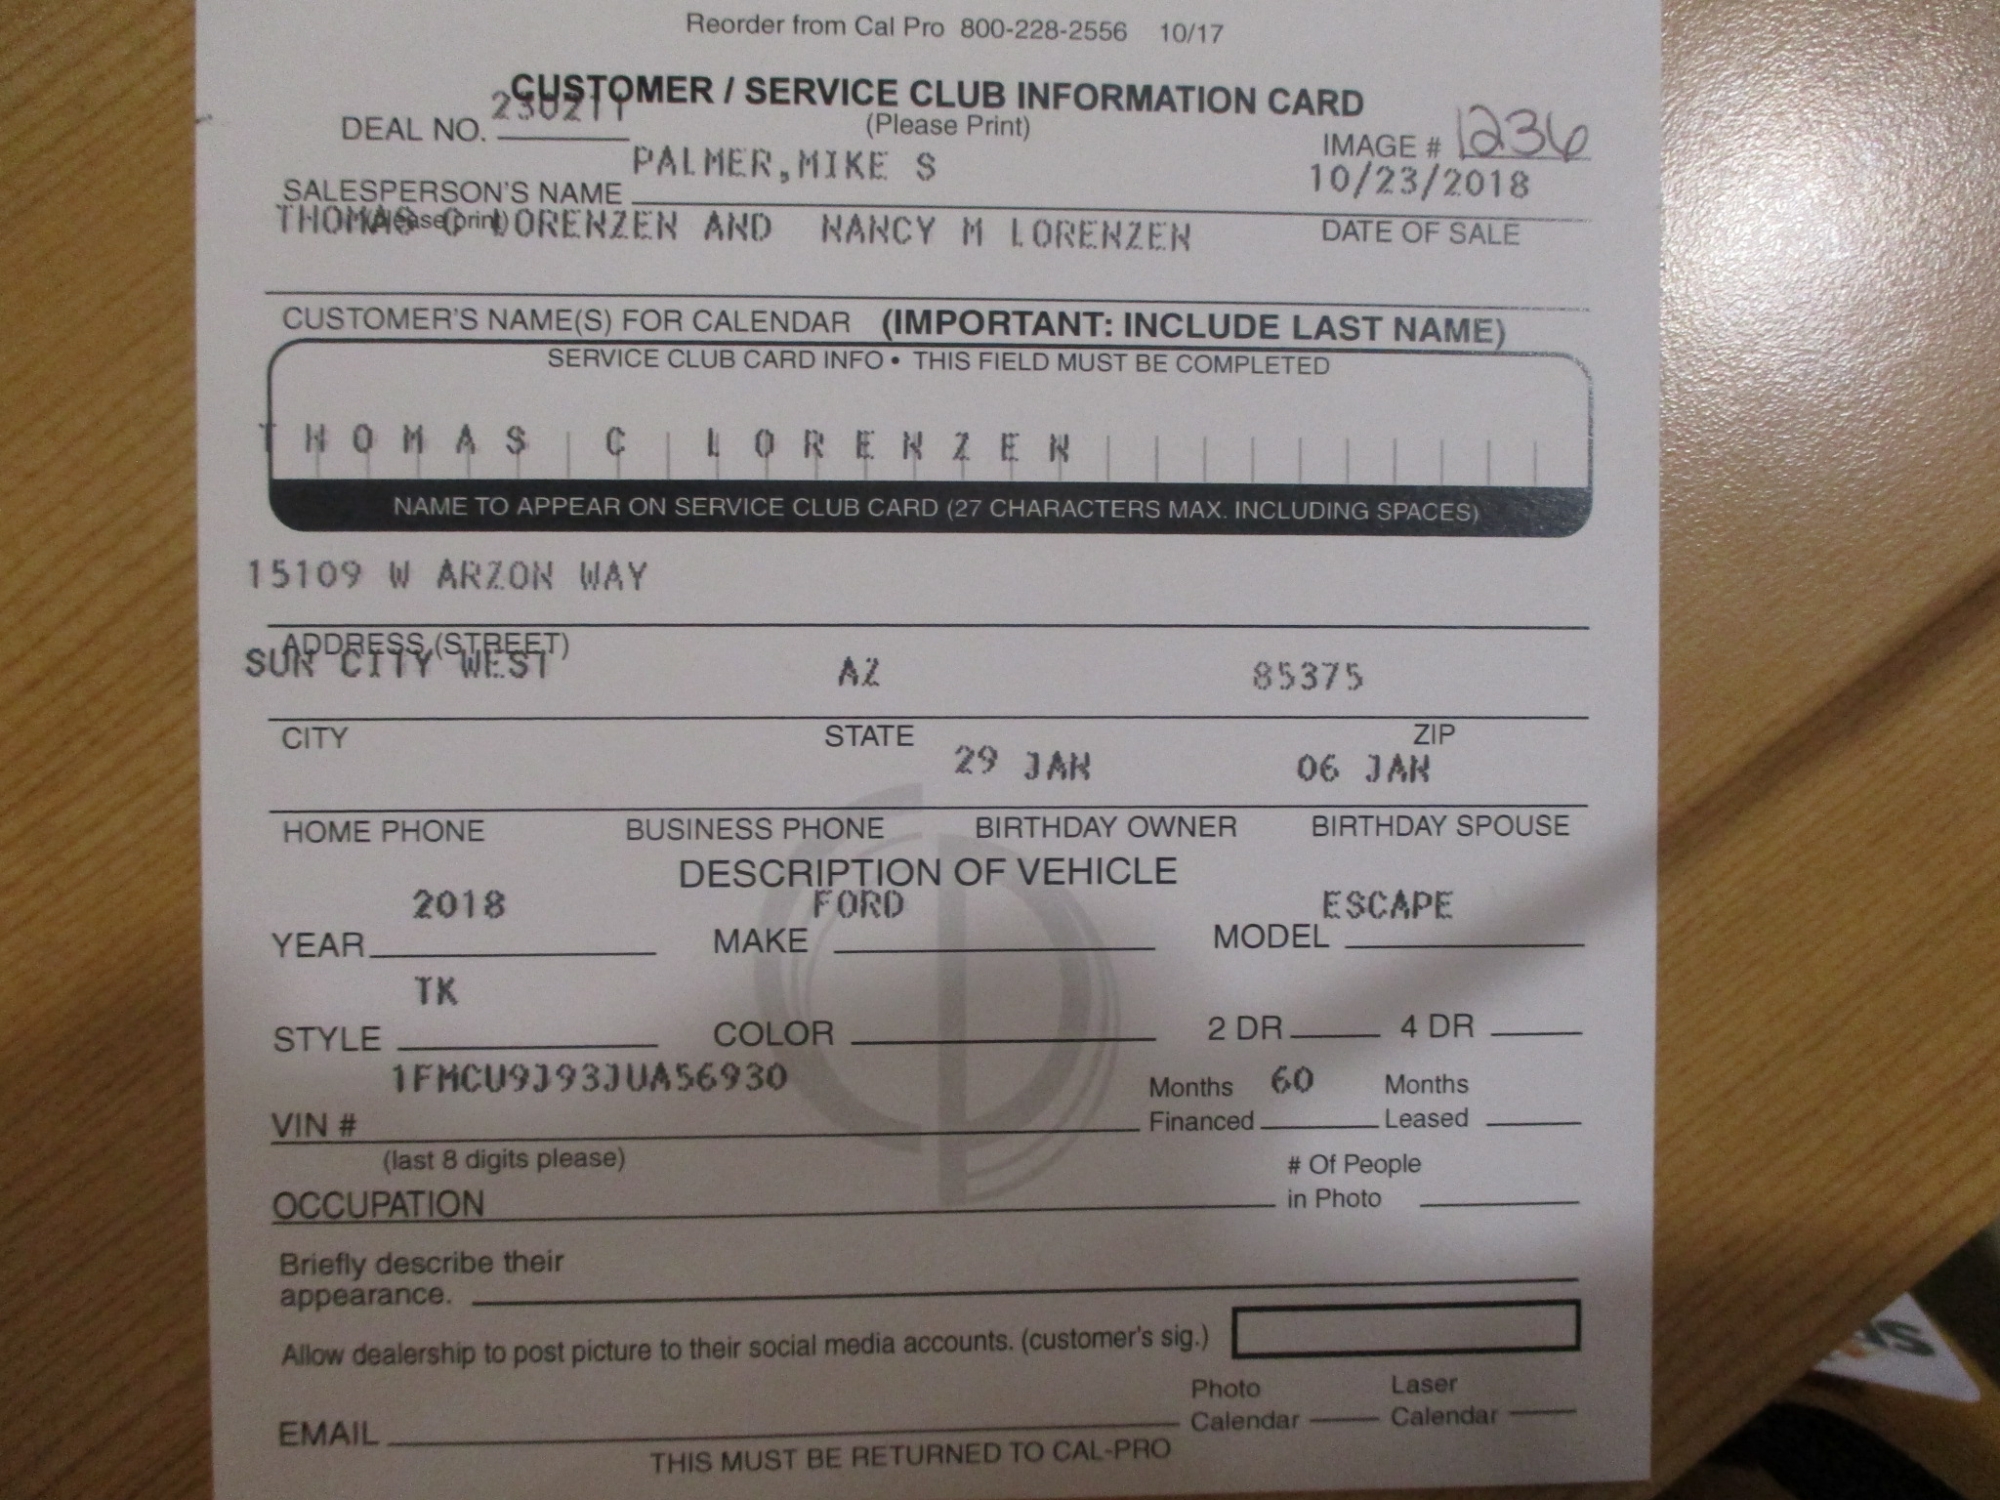 Reorder from Cal Pro 800-228-2556 10/17
CUSTOMER / SERVICE CLUB INFORMATION CARD
(Please Print)
DEAL NO. 230211
IMAGE # 1236
SALESPERSON'S NAME PALMER,MIKE S
(please print)
10/23/2018
DATE OF SALE
THOMAS C LORENZEN AND NANCY M LORENZEN
CUSTOMER'S NAME(S) FOR CALENDAR (IMPORTANT: INCLUDE LAST NAME)
SERVICE CLUB CARD INFO • THIS FIELD MUST BE COMPLETED
THOMAS C LORENZEN
NAME TO APPEAR ON SERVICE CLUB CARD (27 CHARACTERS MAX. INCLUDING SPACES)
15109 W ARZON WAY
ADDRESS (STREET)
SUN CITY WEST AZ 85375
CITY STATE ZIP
29 JAN 06 JAN
HOME PHONE BUSINESS PHONE BIRTHDAY OWNER BIRTHDAY SPOUSE
DESCRIPTION OF VEHICLE
YEAR 2018 MAKE FORD MODEL ESCAPE
STYLE TK COLOR 2 DR 4 DR
VIN # 1FMCU9J93JUA56930 Months Financed 60 Months Leased
(last 8 digits please)
OCCUPATION # Of People in Photo
Briefly describe their
appearance.
Allow dealership to post picture to their social media accounts. (customer's sig.)
EMAIL Photo Calendar Laser Calendar
THIS MUST BE RETURNED TO CAL-PRO